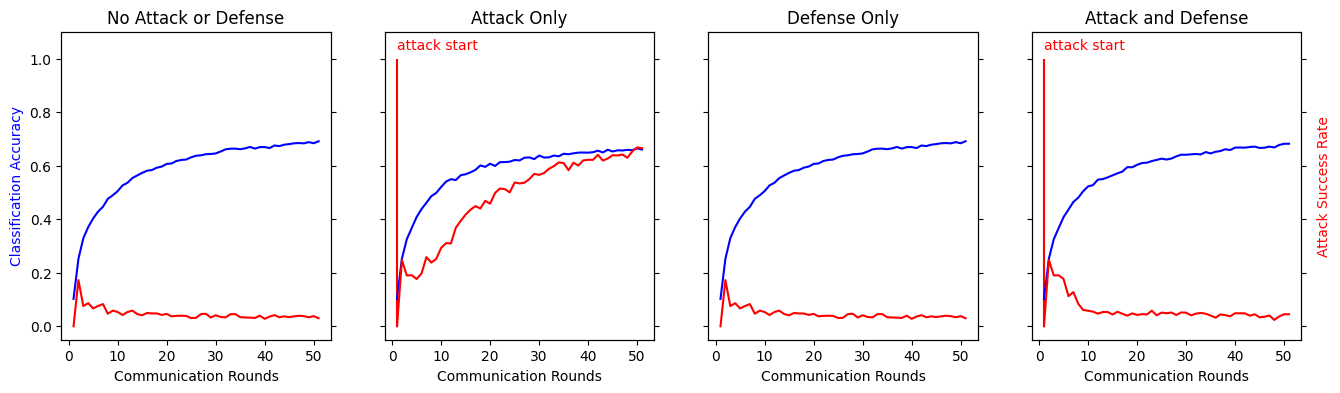 No Attack or Defense
Attack Only
Defense Only
Attack and Defense
attack start
attack start
Classification Accuracy
1.0
0.8
0.6
0.4
0.2
0.0
Attack Success Rate
0 10 20 30 40 50
0 10 20 30 40 50
0 10 20 30 40 50
0 10 20 30 40 50
Communication Rounds
Communication Rounds
Communication Rounds
Communication Rounds